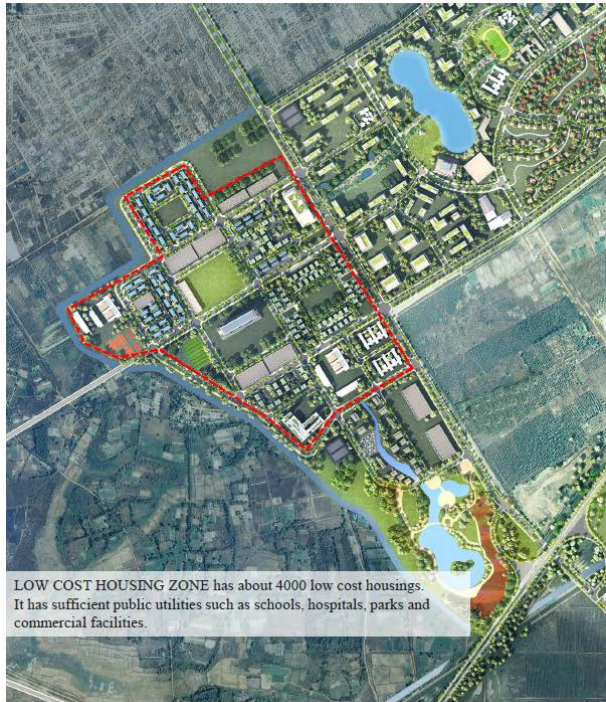 LOW COST HOUSING ZONE has about 4000 low cost housings.
It has sufficient public utilities such as schools, hospitals, parks and
commercial facilities.